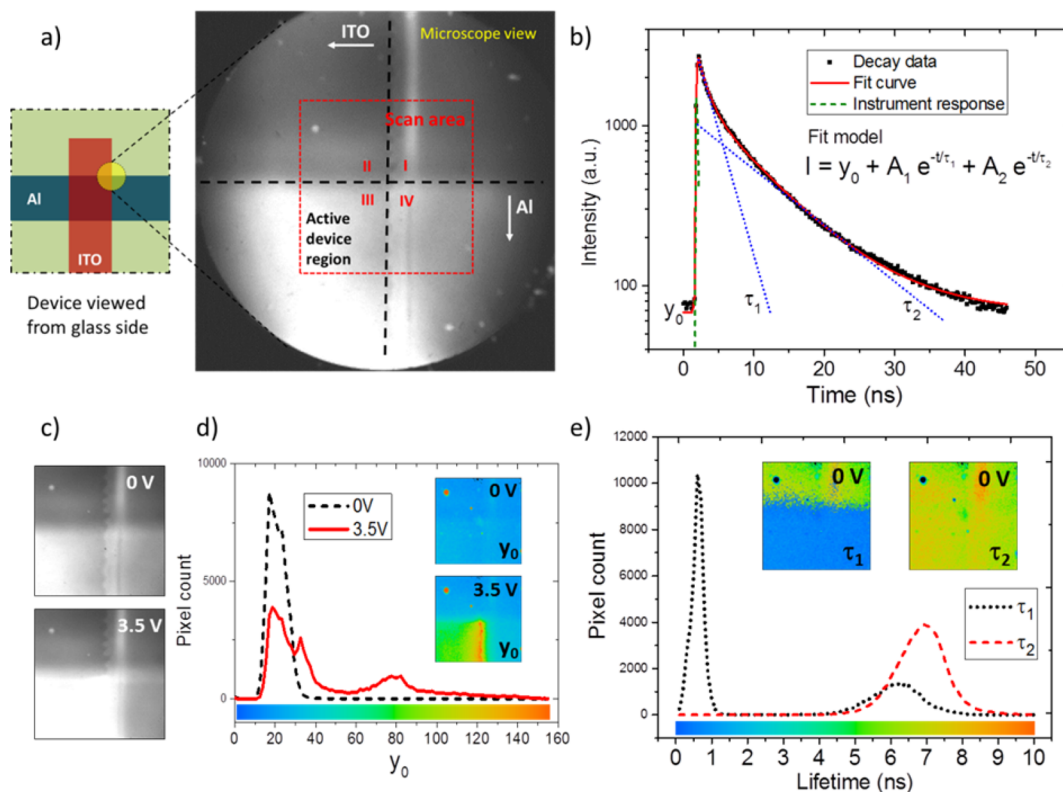 a)
ITO
Microscope view
Scan area
II
I
III
IV
Al
Active
device
region
Al
ITO
Device viewed
from glass side
b)
Decay data
Fit curve
Instrument response
Fit model
I = y0 + A1 e-t/τ1 + A2 e-t/τ2
1000
100
Intensity (a.u.)
y0
τ1
τ2
0
10
20
30
40
50
Time (ns)
c)
0 V
3.5 V
d)
10000
5000
0
Pixel count
0V
3.5V
0 V
y0
3.5 V
y0
0
20
40
60
80
100
120
140
160
y0
e)
12000
10000
8000
6000
4000
2000
0
Pixel count
0 V
τ1
0 V
τ2
τ1
τ2
0
1
2
3
4
5
6
7
8
9
10
Lifetime (ns)